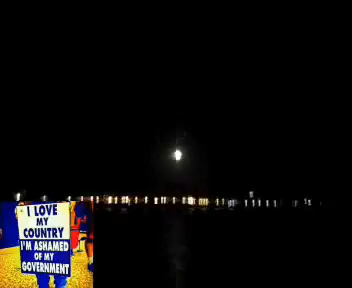 I LOVE
MY
COUNTRY
I'M ASHAMED
OF MY
GOVERNMENT